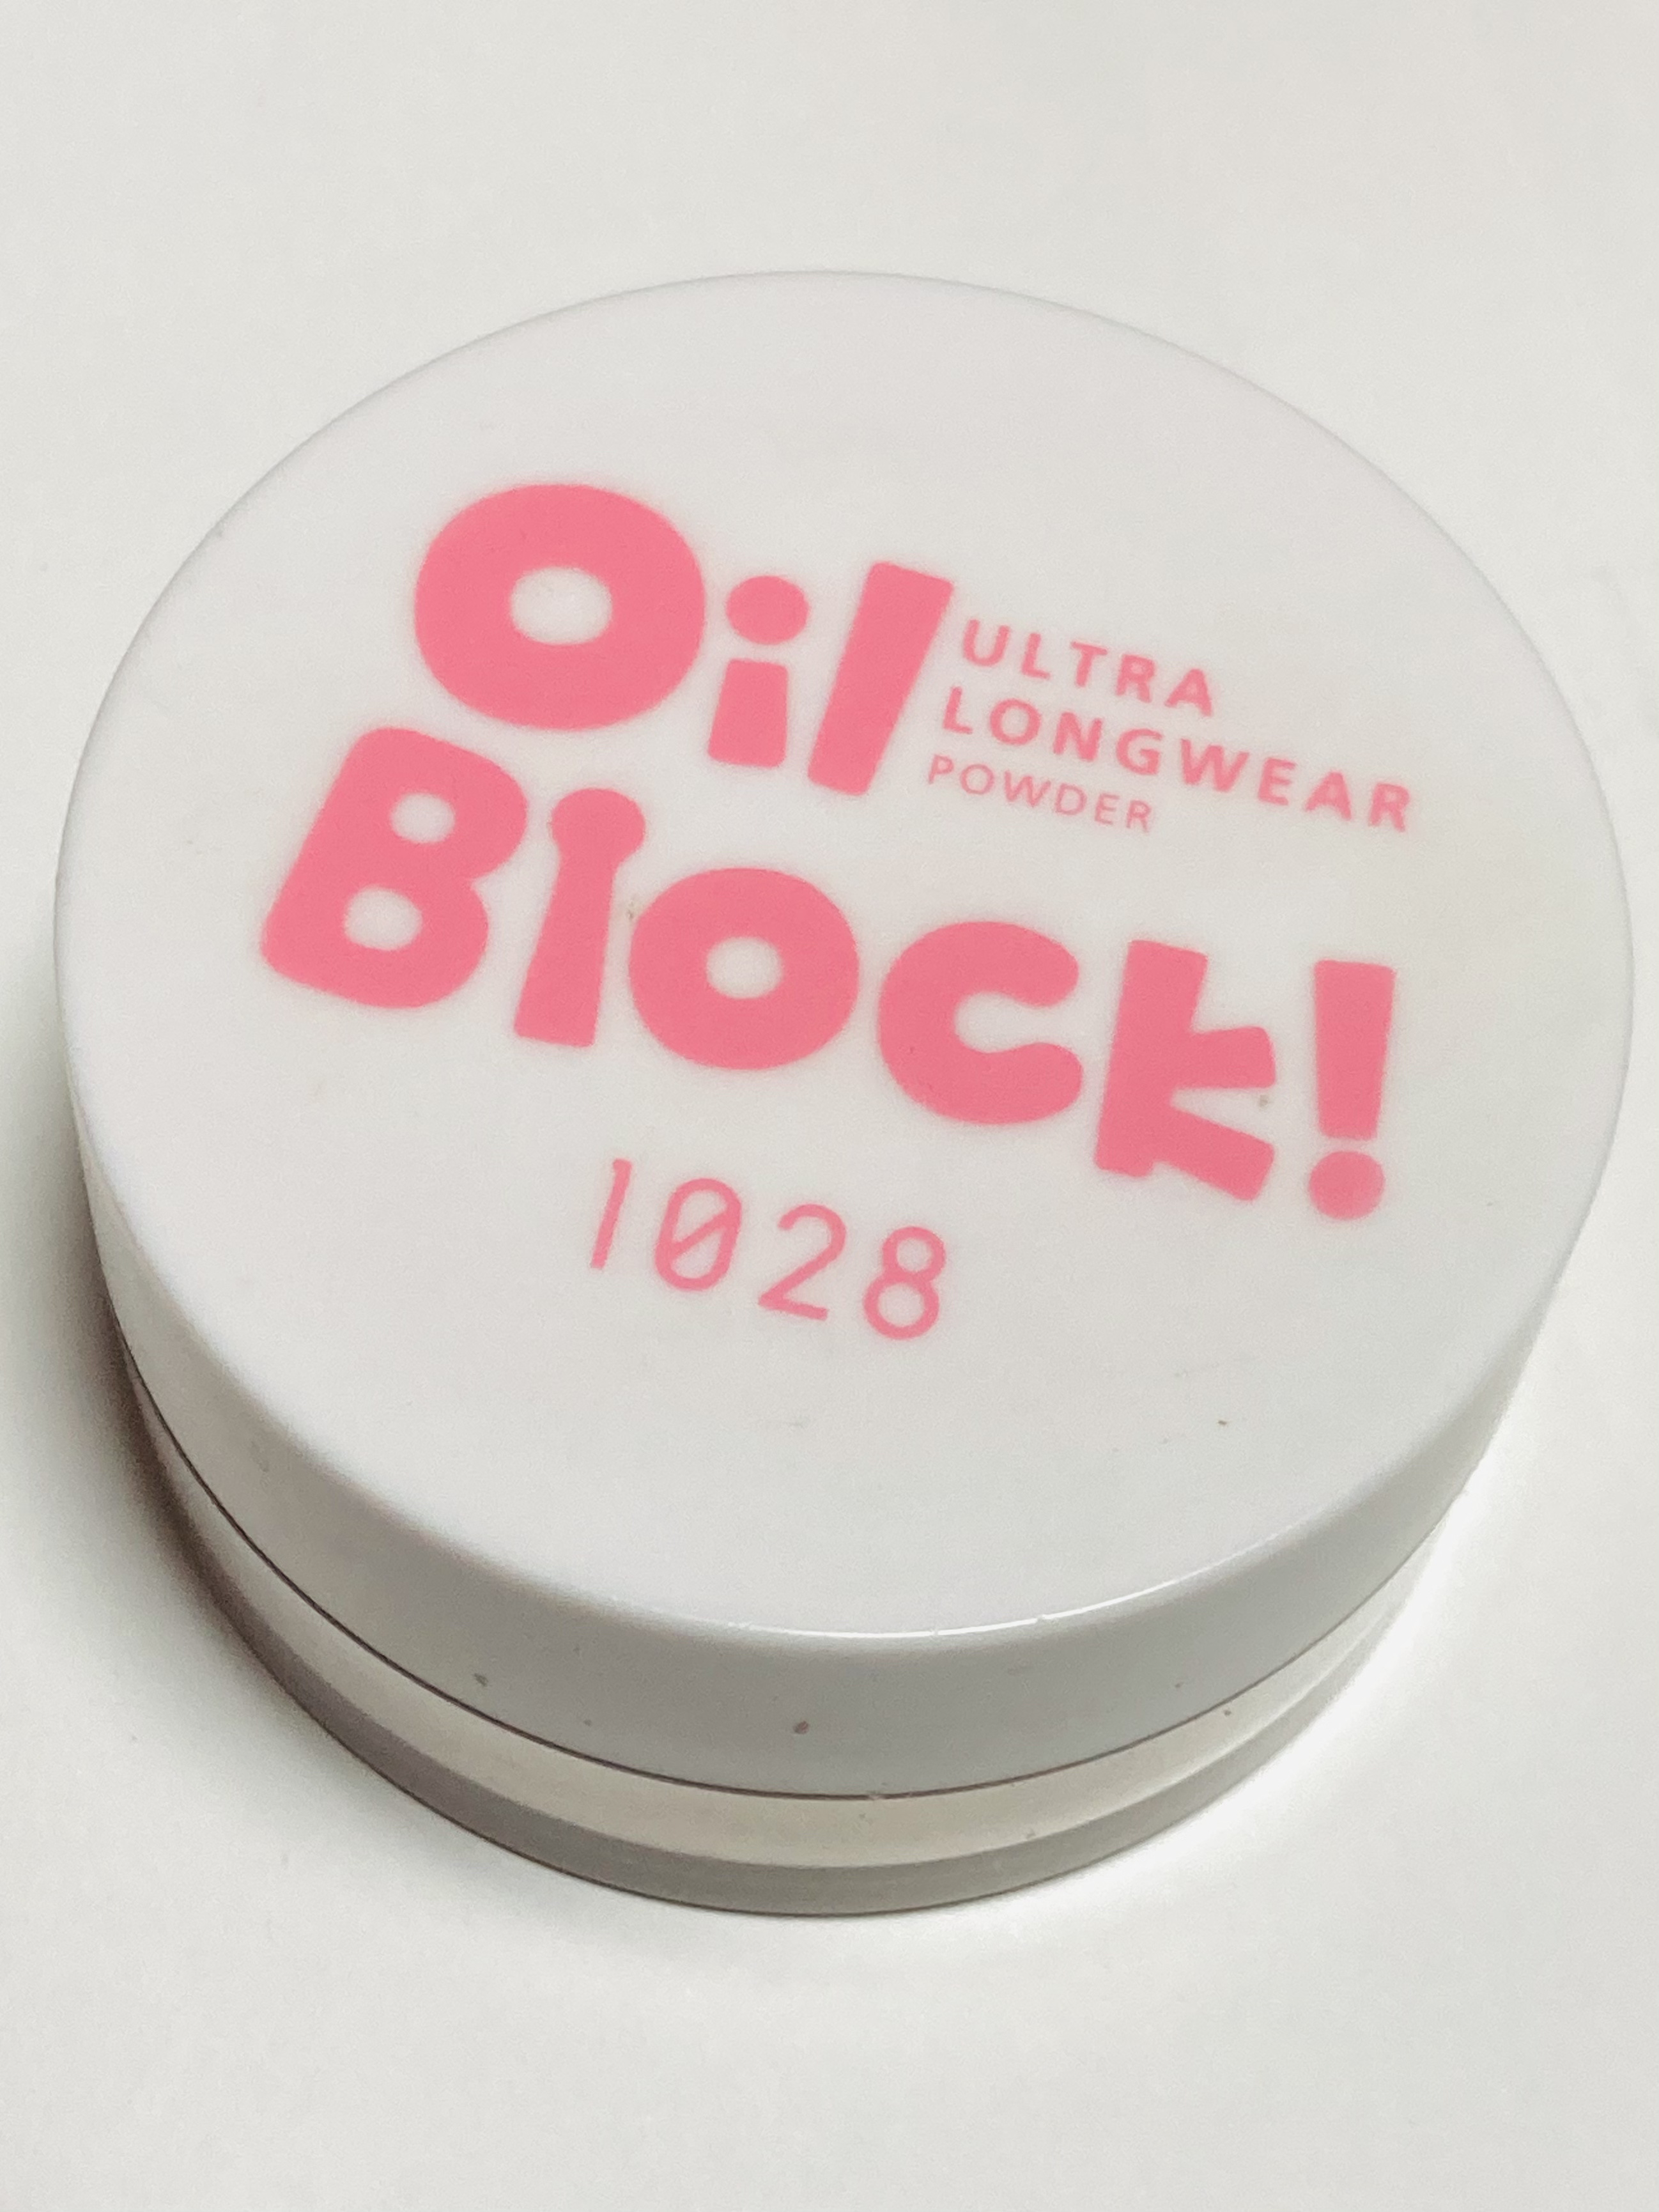 Oil
ULTRA
LONGWEAR
POWDER
Block!
1028